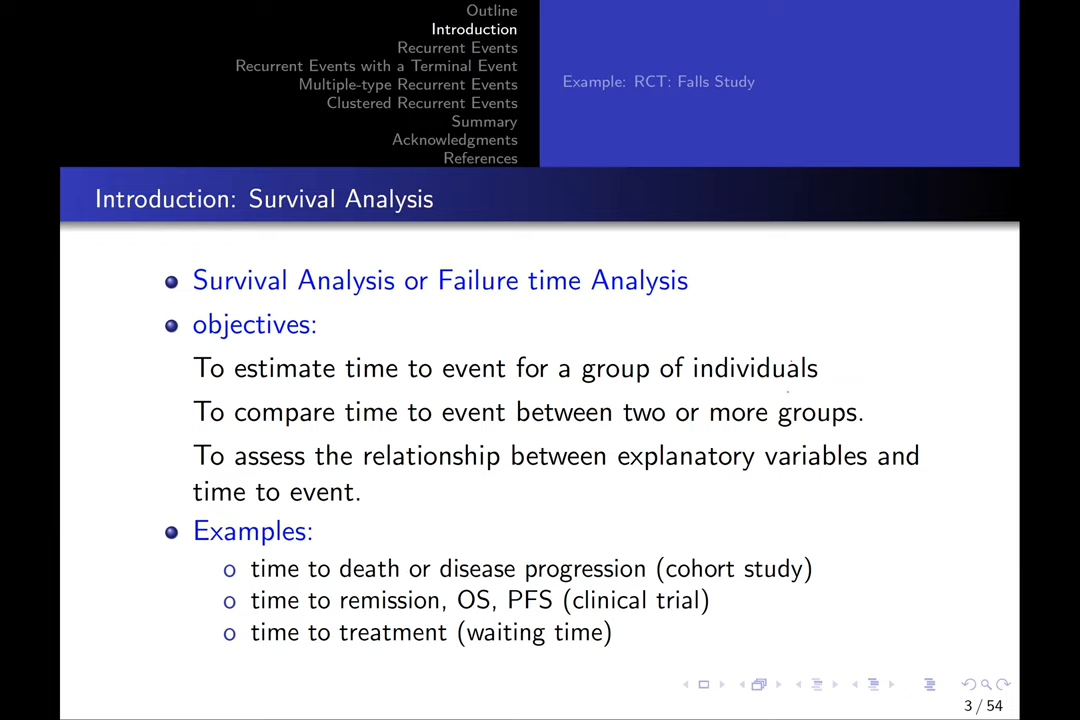 Outline
Introduction
Recurrent Events
Recurrent Events with a Terminal Event
Multiple-type Recurrent Events
Clustered Recurrent Events
Summary
Acknowledgments
References
Example: RCT: Falls Study
Introduction: Survival Analysis
Survival Analysis or Failure time Analysis
objectives:
To estimate time to event for a group of individuals
To compare time to event between two or more groups.
To assess the relationship between explanatory variables and
time to event.
Examples:
o time to death or disease progression (cohort study)
o time to remission, OS, PFS (clinical trial)
o time to treatment (waiting time)
3 / 54